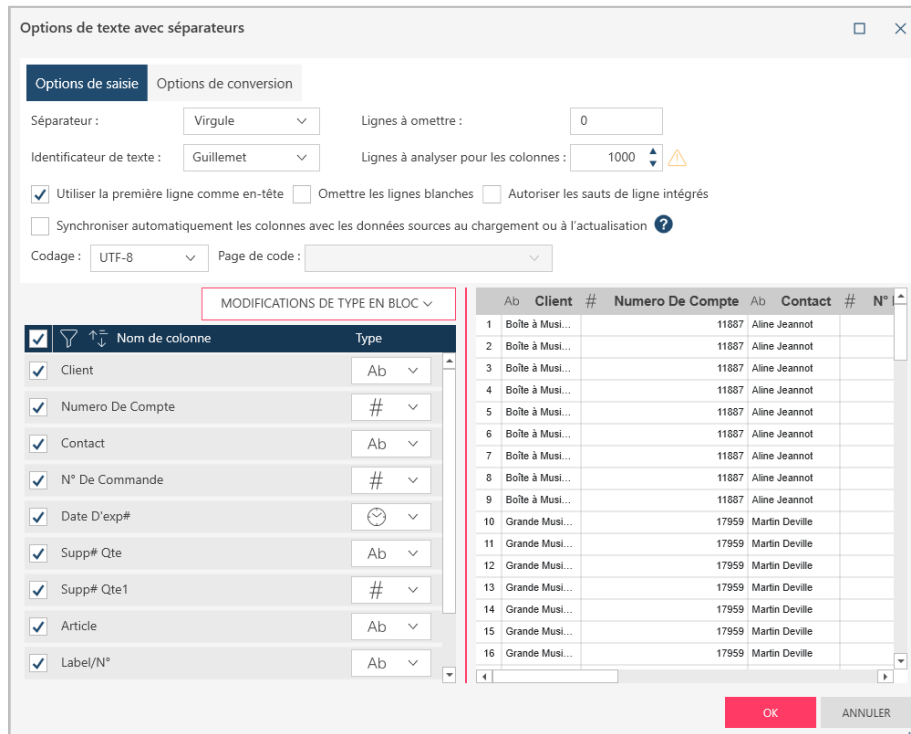 Options de texte avec séparateurs
Options de saisie Options de conversion
Séparateur : Virgule Lignes à omettre : 0
Identificateur de texte : Guillemet Lignes à analyser pour les colonnes : 1000
Utiliser la première ligne comme en-tête Omettre les lignes blanches Autoriser les sauts de ligne intégrés
Synchroniser automatiquement les colonnes avec les données sources au chargement ou à l'actualisation ?
Codage : UTF-8 Page de code :
MODIFICATIONS DE TYPE EN BLOC
Nom de colonne Type
Client Ab
Numero De Compte #
Contact Ab
N° De Commande #
Date D'exp#
Supp# Qte Ab
Supp# Qte1 #
Article Ab
Label/N° Ab
Ab Client # Numero De Compte Ab Contact # N°
1 Boîte à Musi... 11887 Aline Jeannot
2 Boîte à Musi... 11887 Aline Jeannot
3 Boîte à Musi... 11887 Aline Jeannot
4 Boîte à Musi... 11887 Aline Jeannot
5 Boîte à Musi... 11887 Aline Jeannot
6 Boîte à Musi... 11887 Aline Jeannot
7 Boîte à Musi... 11887 Aline Jeannot
8 Boîte à Musi... 11887 Aline Jeannot
9 Boîte à Musi... 11887 Aline Jeannot
10 Grande Musi... 17959 Martin Deville
11 Grande Musi... 17959 Martin Deville
12 Grande Musi... 17959 Martin Deville
13 Grande Musi... 17959 Martin Deville
14 Grande Musi... 17959 Martin Deville
15 Grande Musi... 17959 Martin Deville
16 Grande Musi... 17959 Martin Deville
OK ANNULER